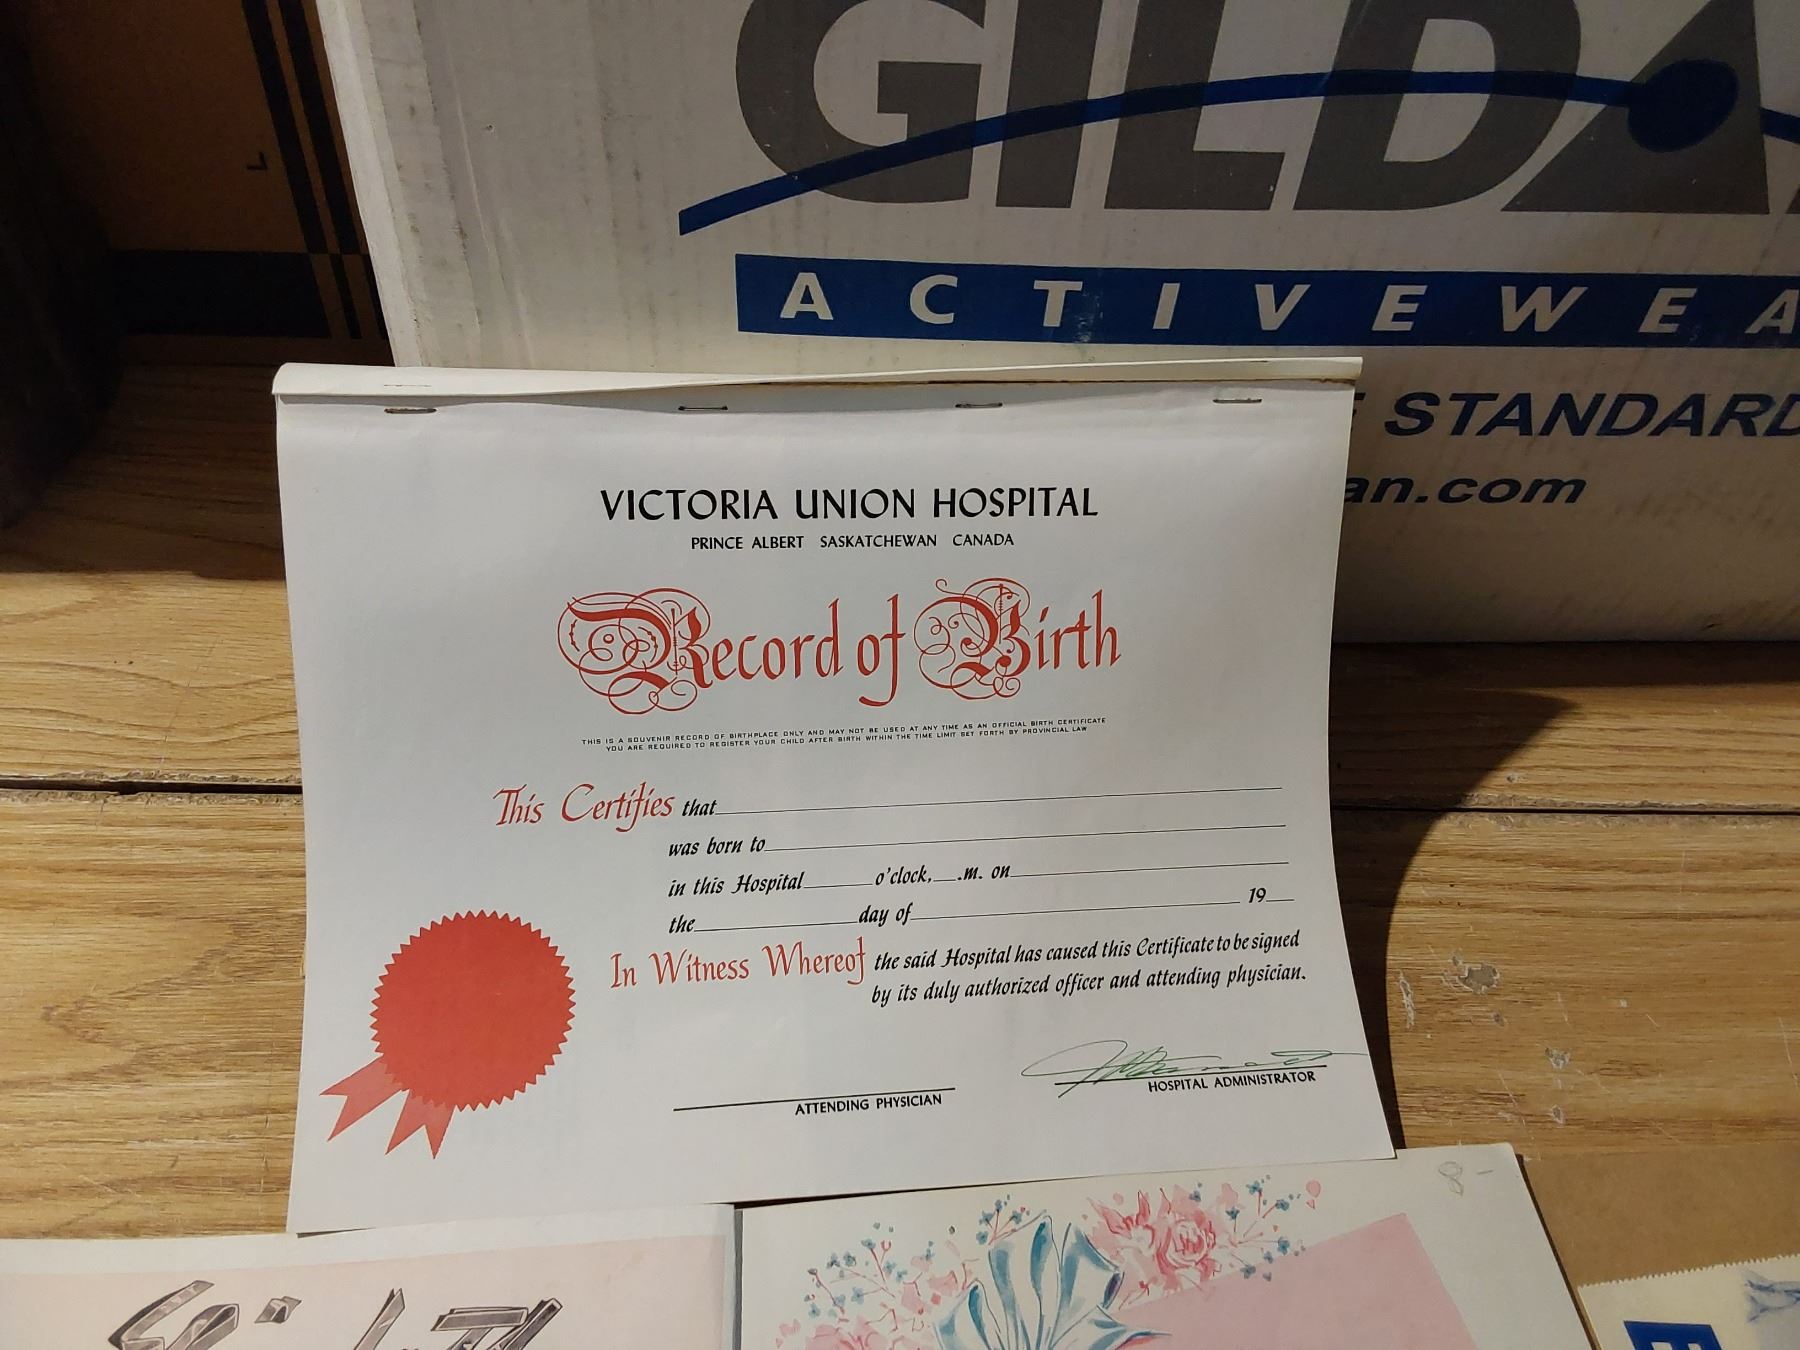 GILDA
ACTIVEWEA
STANDARD
an.com
VICTORIA UNION HOSPITAL
PRINCE ALBERT SASKATCHEWAN CANADA
Record of Birth
THIS IS A SOUVENIR RECORD OF BIRTHPLACE ONLY AND MAY NOT BE USED AT ANY TIME AS AN OFFICIAL BIRTH CERTIFICATE
YOU ARE REQUIRED TO REGISTER YOUR CHILD AFTER BIRTH WITHIN THE TIME LIMIT SET FORTH BY PROVINCIAL LAW
This Certifies that
was born to
in this Hospital o'clock, .m. on
the day of 19
In Witness Whereof the said Hospital has caused this Certificate to be signed
by its duly authorized officer and attending physician.
ATTENDING PHYSICIAN
HOSPITAL ADMINISTRATOR
8-